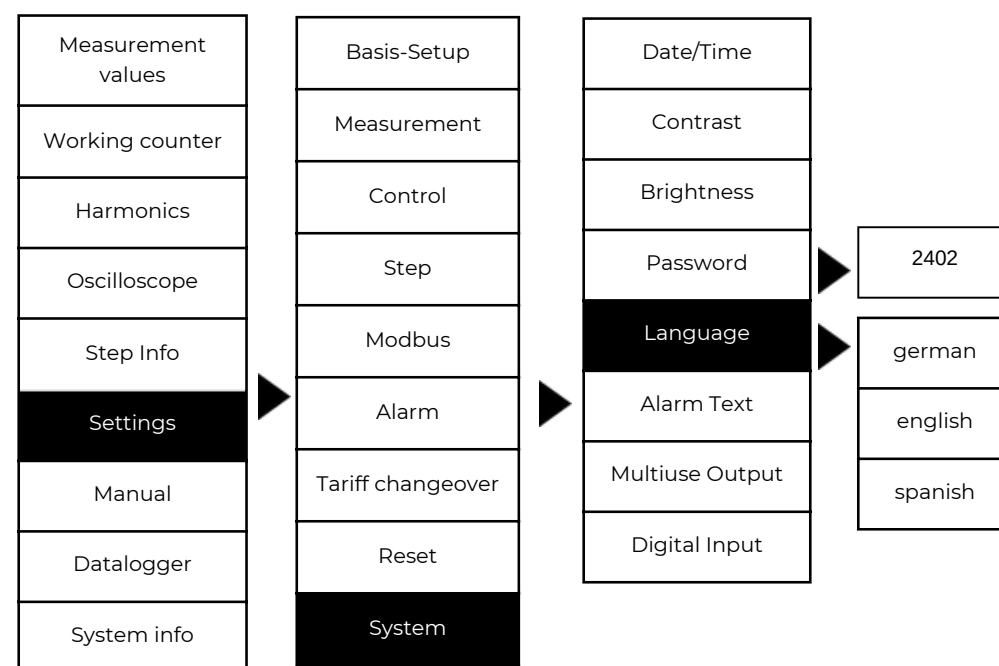 Measurement
values
Working counter
Harmonics
Oscilloscope
Step Info
Settings
Manual
Datalogger
System info
Basis-Setup
Measurement
Control
Step
Modbus
Alarm
Tariff changeover
Reset
System
Date/Time
Contrast
Brightness
Password
Language
Alarm Text
Multiuse Output
Digital Input
2402
german
english
spanish